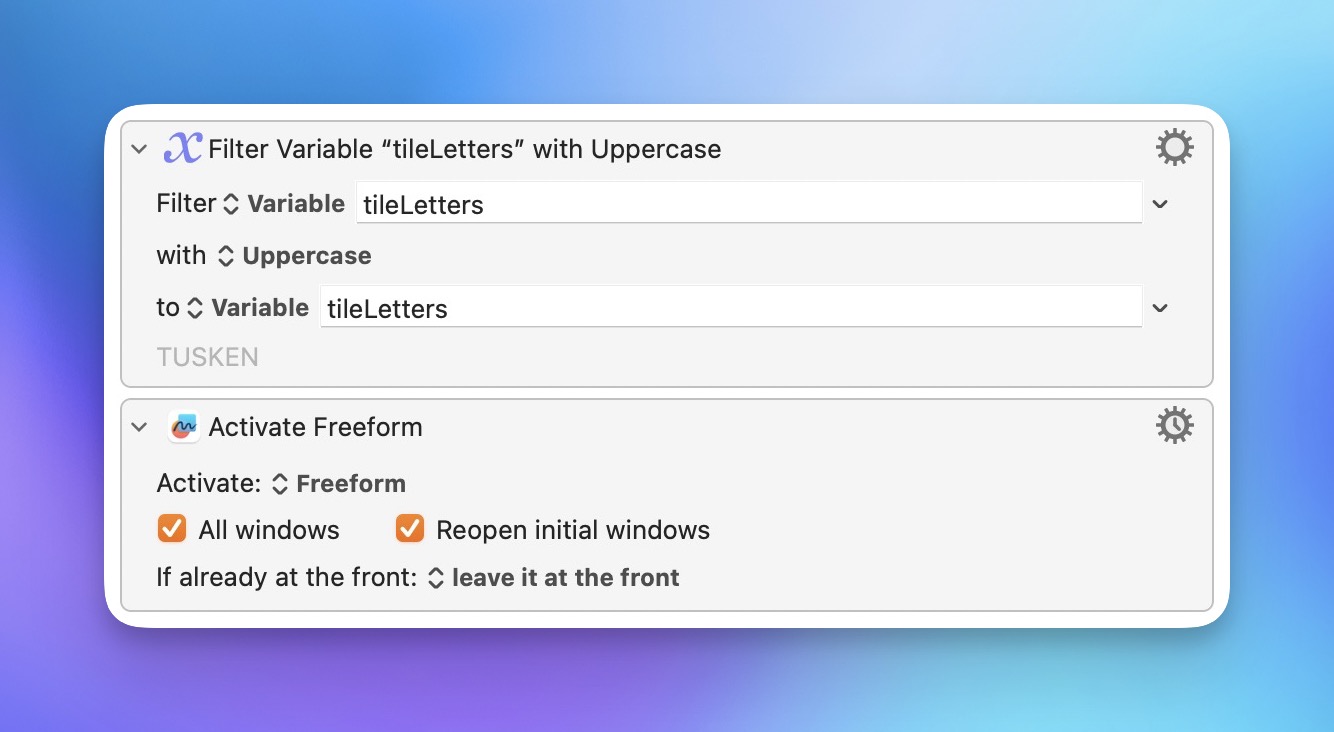 Filter Variable “tileLetters” with Uppercase
Filter Variable tileLetters
with Uppercase
to Variable tileLetters
TUSKEN
Activate Freeform
Activate: Freeform
All windows Reopen initial windows
If already at the front: leave it at the front